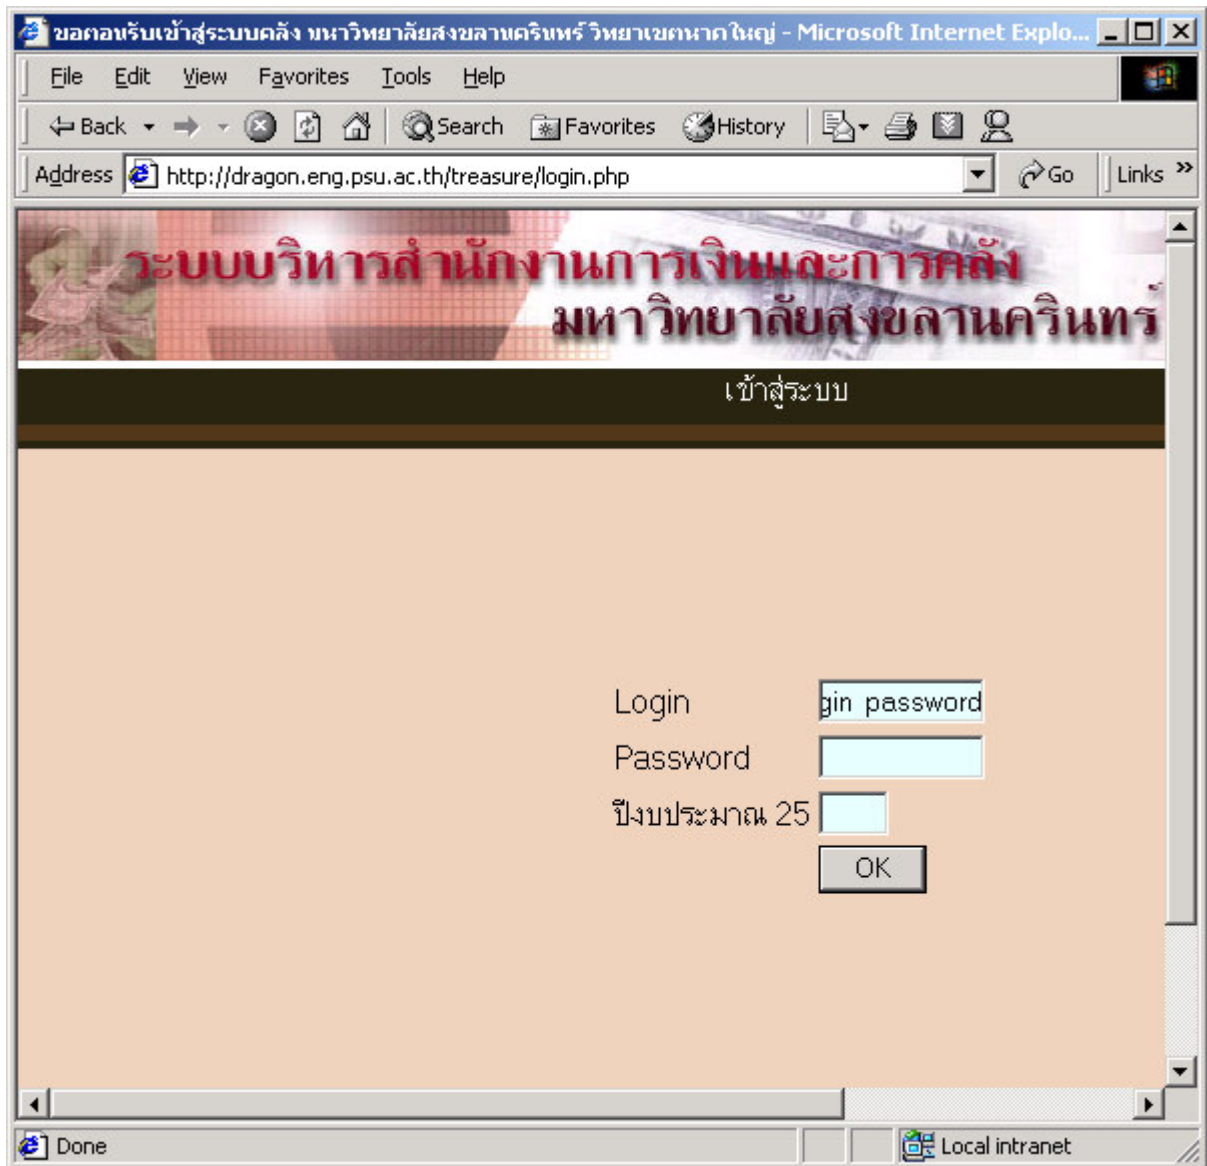 ขอตอนรับเข้าสู่ระบบคลัง มหาวิทยาลัยสงขลานครินทร์ วิทยาเขตหาดใหญ่ - Microsoft Internet Explo...
File Edit View Favorites Tools Help
Back Search Favorites History
Address http://dragon.eng.psu.ac.th/treasure/login.php Go Links »
ระบบบริหารสำนักงานการเงินและการคลัง
มหาวิทยาลัยสงขลานครินทร์
เข้าสู่ระบบ
Login gin password
Password
ปีงบประมาณ 25
OK
Done Local intranet